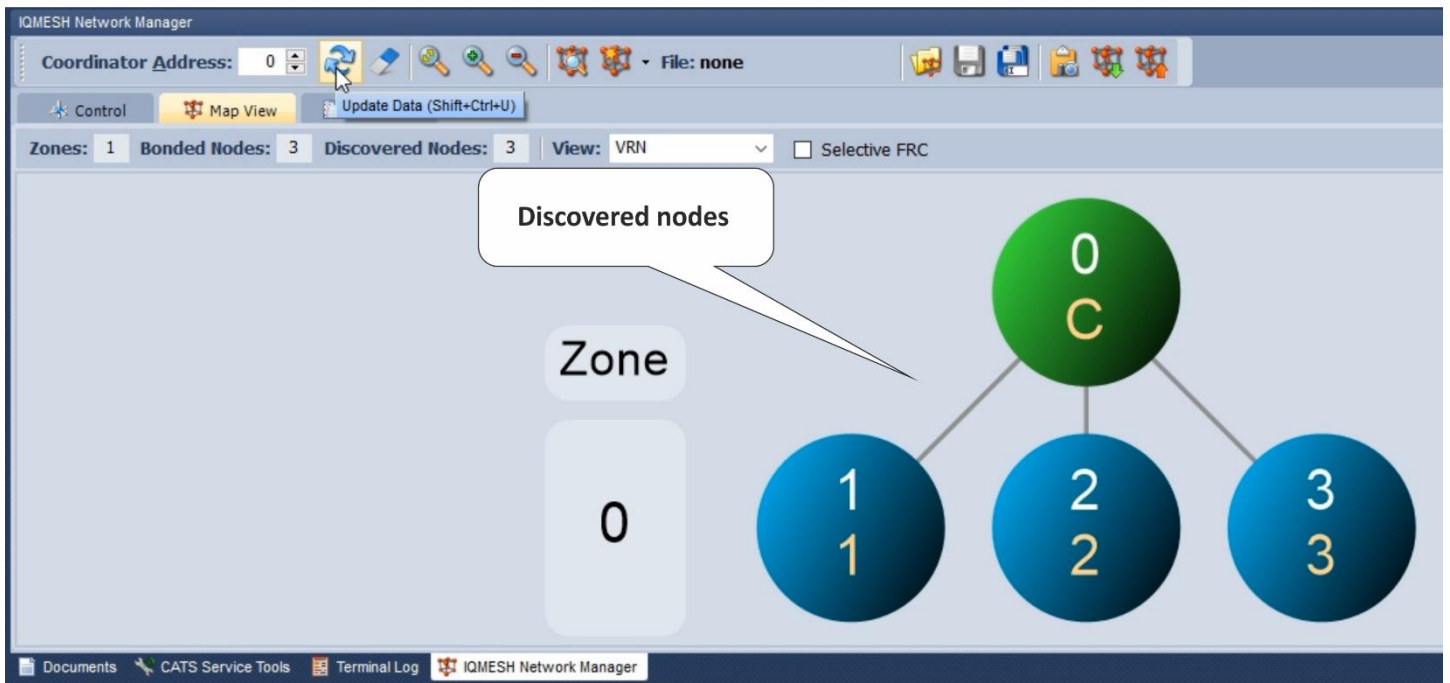 IQMESH Network Manager
Coordinator Address: 0 File: none
Control Map View Update Data (Shift+Ctrl+U)
Zones: 1 Bonded Nodes: 3 Discovered Nodes: 3 View: VRN Selective FRC
Discovered nodes
0
C
Zone
0
1
1
2
2
3
3
Documents CATS Service Tools Terminal Log IQMESH Network Manager